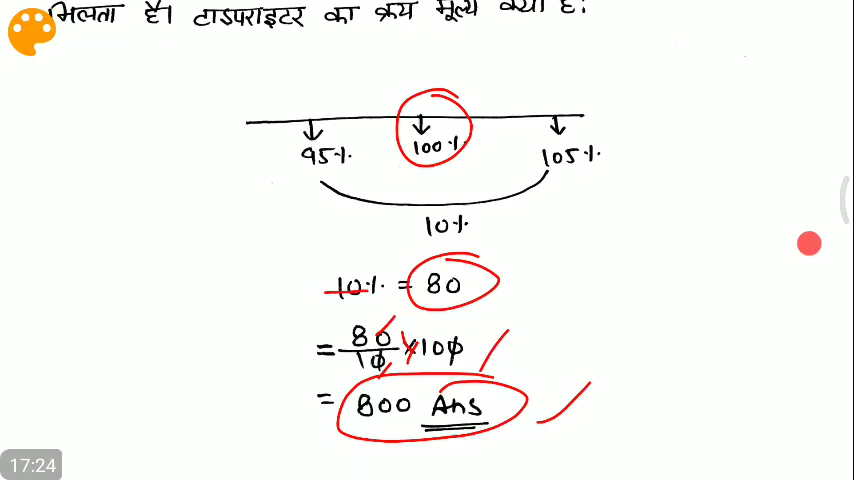 मिलता है। टाइपराइटर का क्रय मूल्य क्या है?
95% 100% 105%
10%
10% = 80
= 80/10 × 100
= 800 Ans
17:24